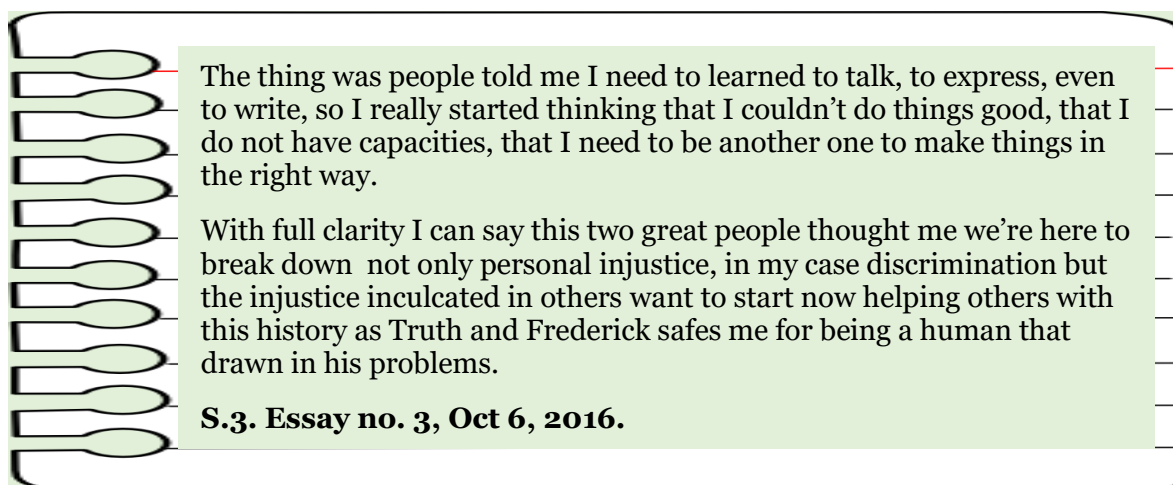 The thing was people told me I need to learned to talk, to express, even
to write, so I really started thinking that I couldn’t do things good, that I
do not have capacities, that I need to be another one to make things in
the right way.
With full clarity I can say this two great people thought me we’re here to
break down  not only personal injustice, in my case discrimination but
the injustice inculcated in others want to start now helping others with
this history as Truth and Frederick safes me for being a human that
drawn in his problems.
S.3. Essay no. 3, Oct 6, 2016.